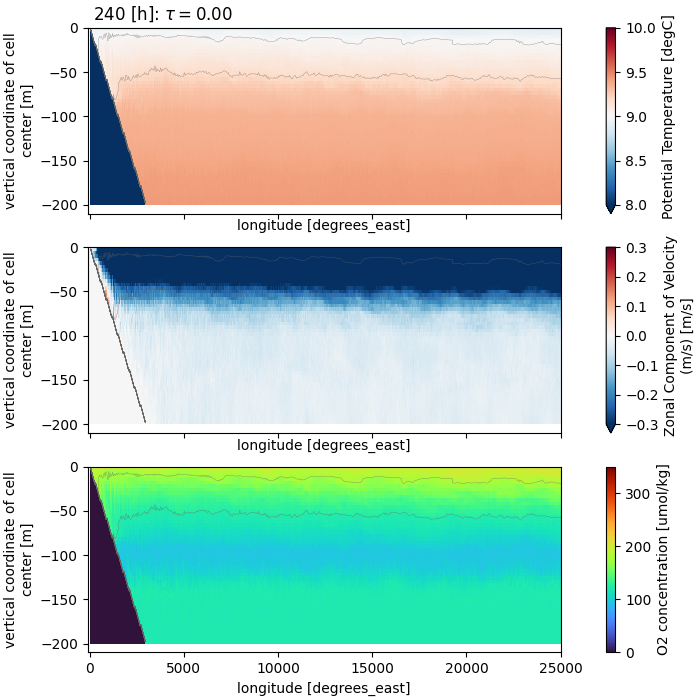 240 [h]: τ = 0.00
0
−50
−100
−150
−200
vertical coordinate of cell
center [m]
longitude [degrees_east]
10.0
9.5
9.0
8.5
8.0
Potential Temperature [degC]
0
−50
−100
−150
−200
vertical coordinate of cell
center [m]
longitude [degrees_east]
0.3
0.2
0.1
0.0
−0.1
−0.2
−0.3
Zonal Component of Velocity
(m/s) [m/s]
0
−50
−100
−150
−200
vertical coordinate of cell
center [m]
0
5000
10000
15000
20000
25000
longitude [degrees_east]
300
200
100
0
O2 concentration [umol/kg]